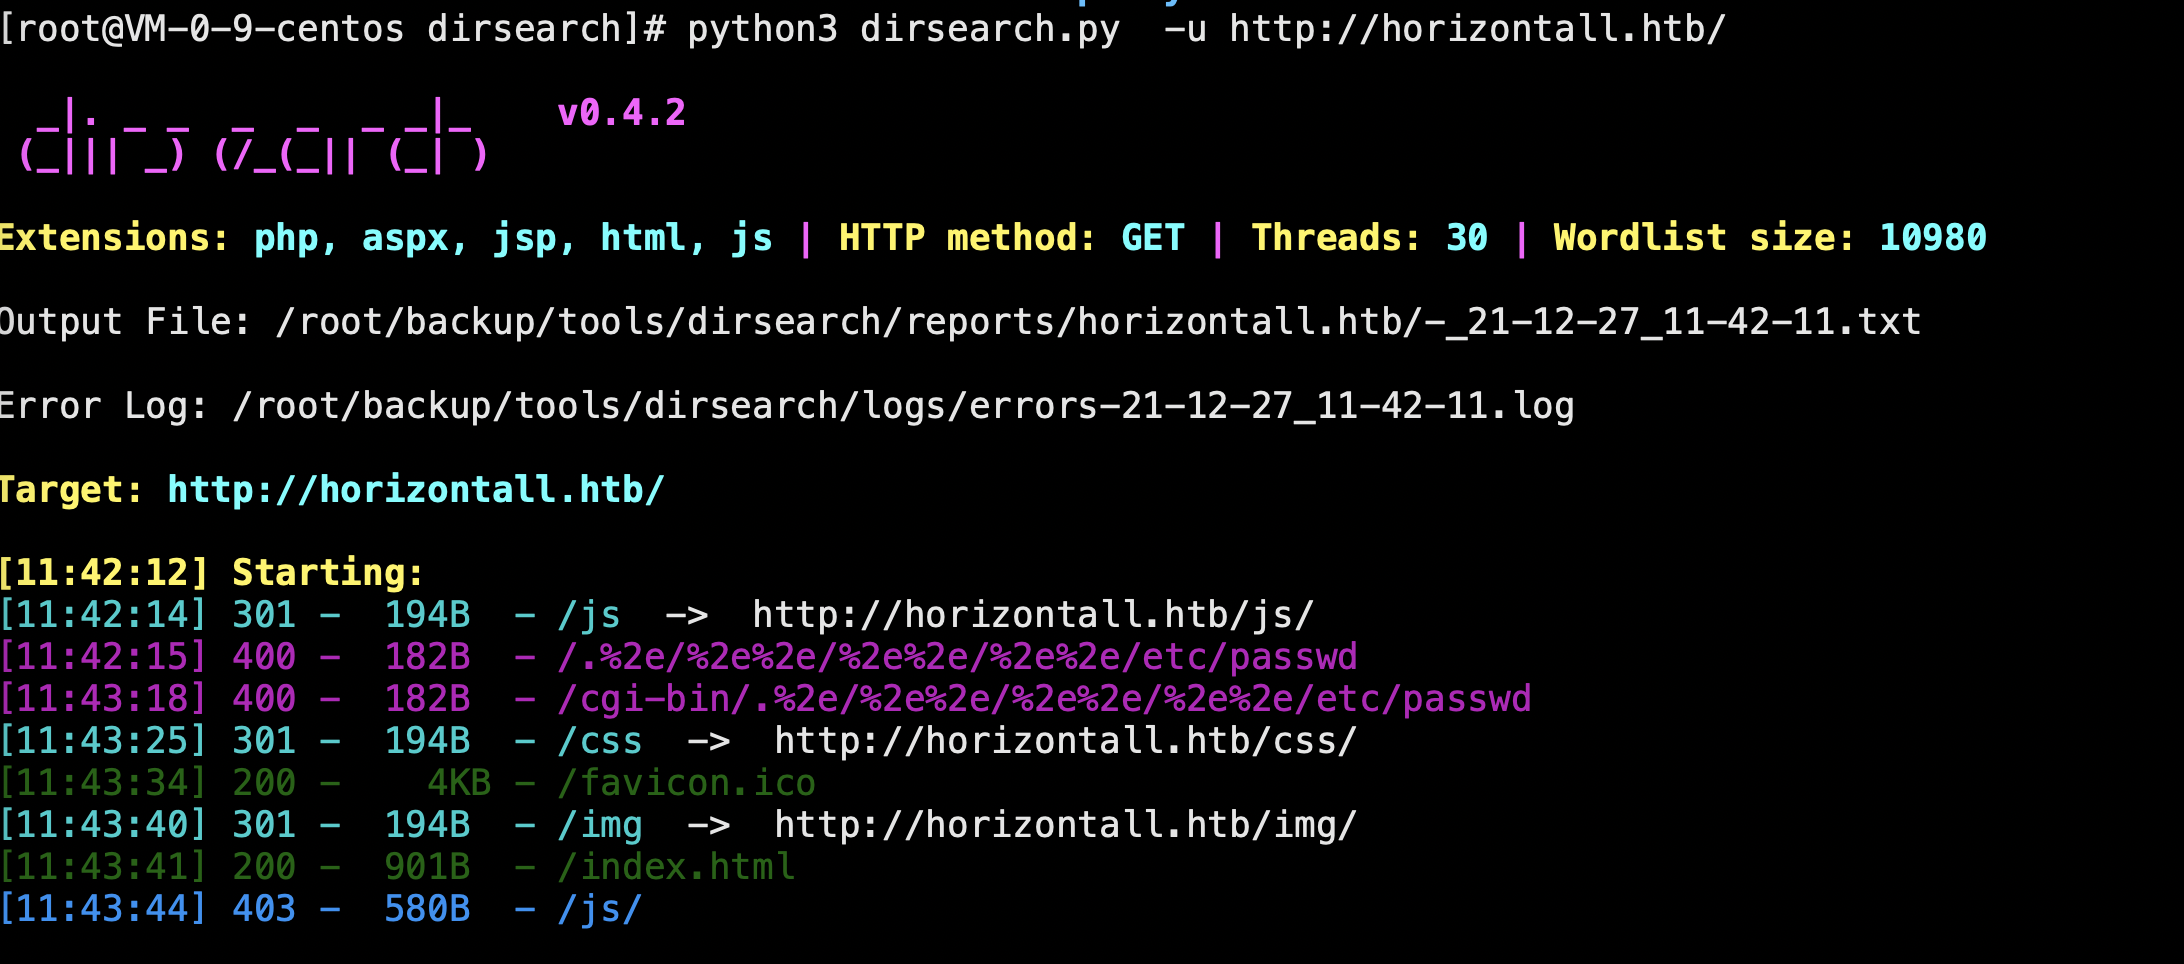 [root@VM-0-9-centos dirsearch]# python3 dirsearch.py  -u http://horizontall.htb/
  _|. _ _  _  _  _ _|_    v0.4.2
 (_||| _) (/_(_|| (_| )
Extensions: php, aspx, jsp, html, js | HTTP method: GET | Threads: 30 | Wordlist size: 10980
Output File: /root/backup/tools/dirsearch/reports/horizontall.htb/-_21-12-27_11-42-11.txt
Error Log: /root/backup/tools/dirsearch/logs/errors-21-12-27_11-42-11.log
Target: http://horizontall.htb/
[11:42:12] Starting:
[11:42:14] 301 -  194B  - /js  ->  http://horizontall.htb/js/
[11:42:15] 400 -  182B  - /.%2e/%2e%2e/%2e%2e/%2e%2e/etc/passwd
[11:43:18] 400 -  182B  - /cgi-bin/.%2e/%2e%2e/%2e%2e/%2e%2e/etc/passwd
[11:43:25] 301 -  194B  - /css  ->  http://horizontall.htb/css/
[11:43:34] 200 -    4KB - /favicon.ico
[11:43:40] 301 -  194B  - /img  ->  http://horizontall.htb/img/
[11:43:41] 200 -  901B  - /index.html
[11:43:44] 403 -  580B  - /js/